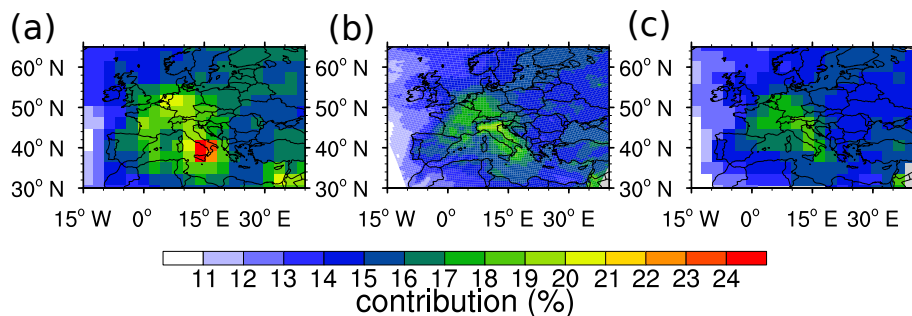 (a) (b) (c)
60° N 60° N 60° N
50° N 50° N 50° N
40° N 40° N 40° N
30° N 30° N 30° N
15° W 0° 15° E 30° E 15° W 0° 15° E 30° E 15° W 0° 15° E 30° E
11 12 13 14 15 16 17 18 19 20 21 22 23 24
contribution (%)